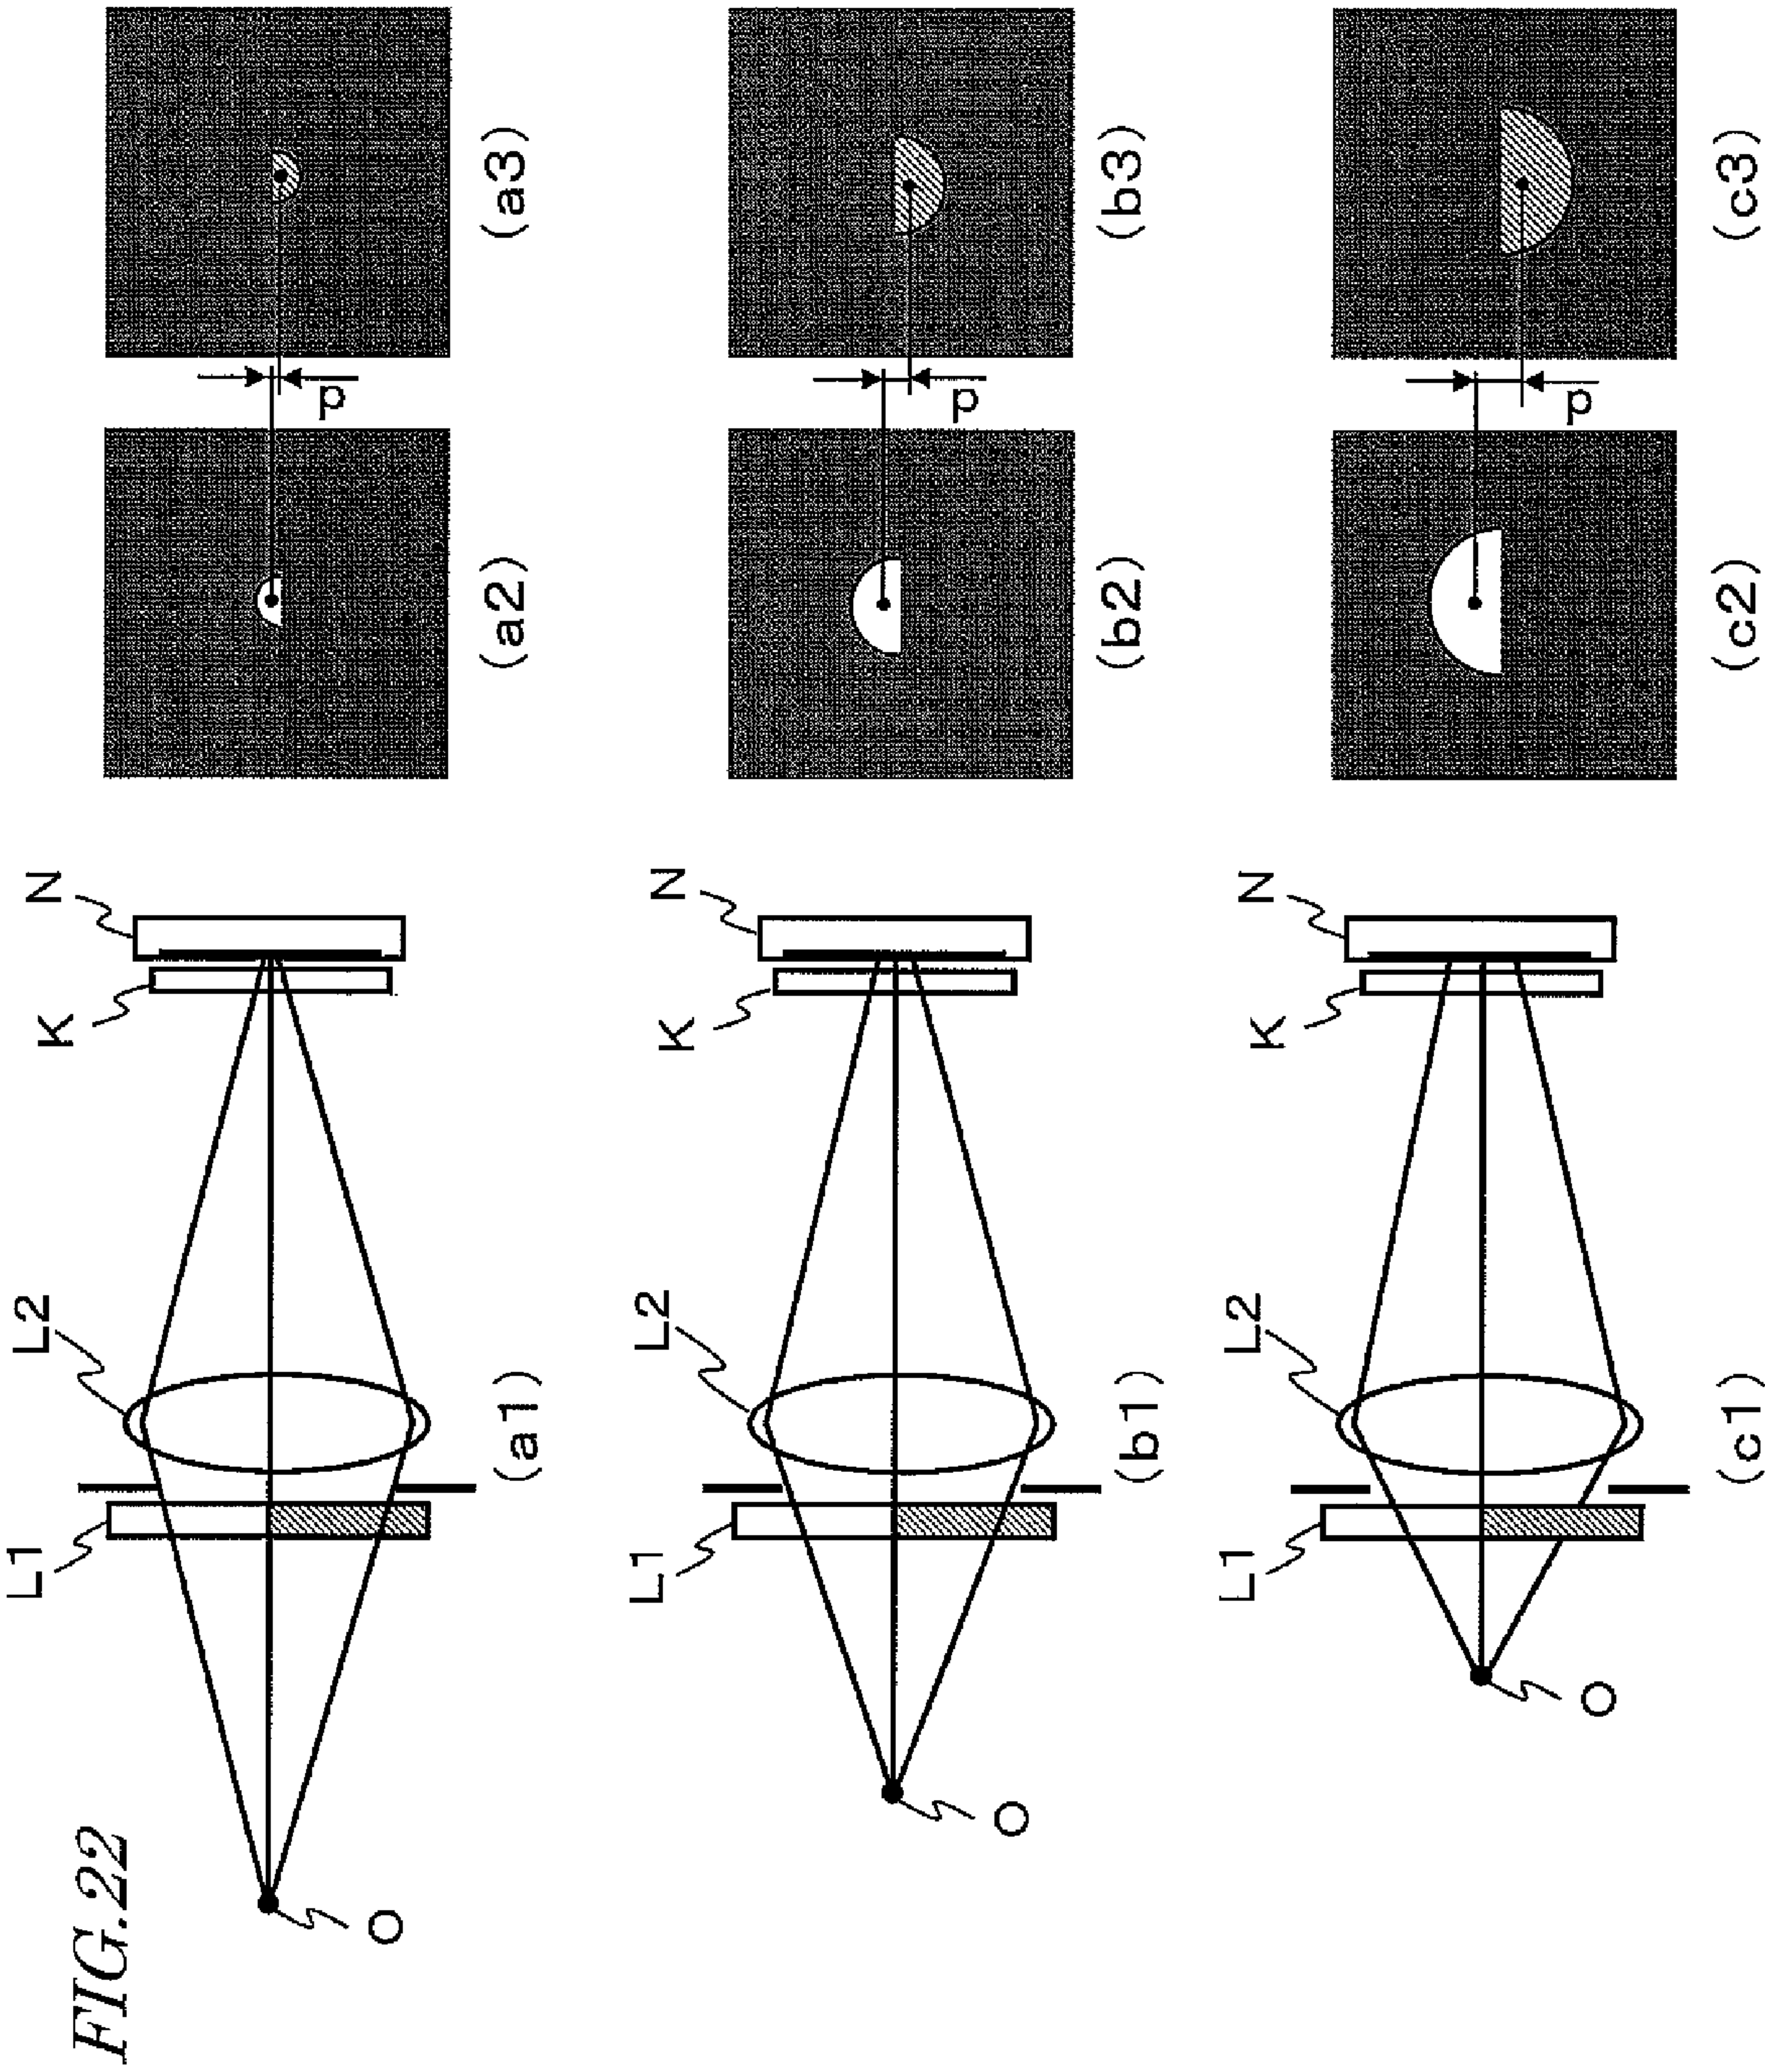 FIG.22
(a3)
(b3)
(c3)
p
p
p
(a2)
(b2)
(c2)
N
N
N
K
K
K
L2
L2
L2
(a1)
(b1)
(c1)
L1
L1
L1
O
O
O